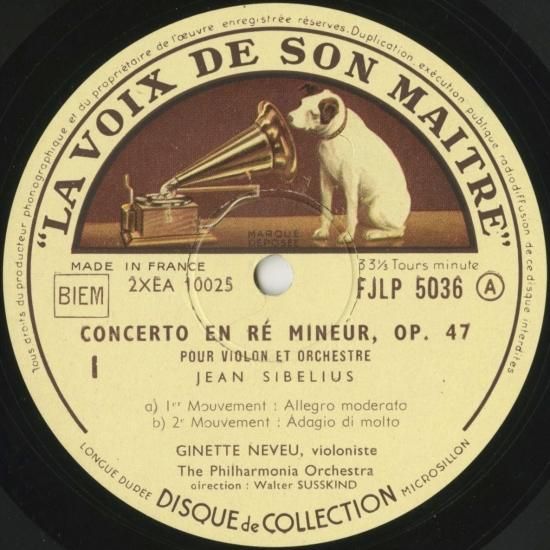 Tous droits du producteur phonographique et du propriétaire de l'œuvre enregistrée réservés. Duplication, exécution publique radiodiffusion de ce disque interdites
"LA VOIX DE SON MAITRE"
MARQUE
DÉPOSÉE
MADE IN FRANCE
33⅓ Tours minute
BIEM
2XEA 10025
FJLP 5036 A
CONCERTO EN RÉ MINEUR, OP. 47
I
POUR VIOLON ET ORCHESTRE
JEAN SIBELIUS
a) 1er Mouvement : Allegro moderato
b) 2e Mouvement : Adagio di molto
GINETTE NEVEU, violoniste
The Philharmonia Orchestra
direction : Walter SUSSKIND
LONGUE DURÉE DISQUE de COLLECTION MICROSILLON